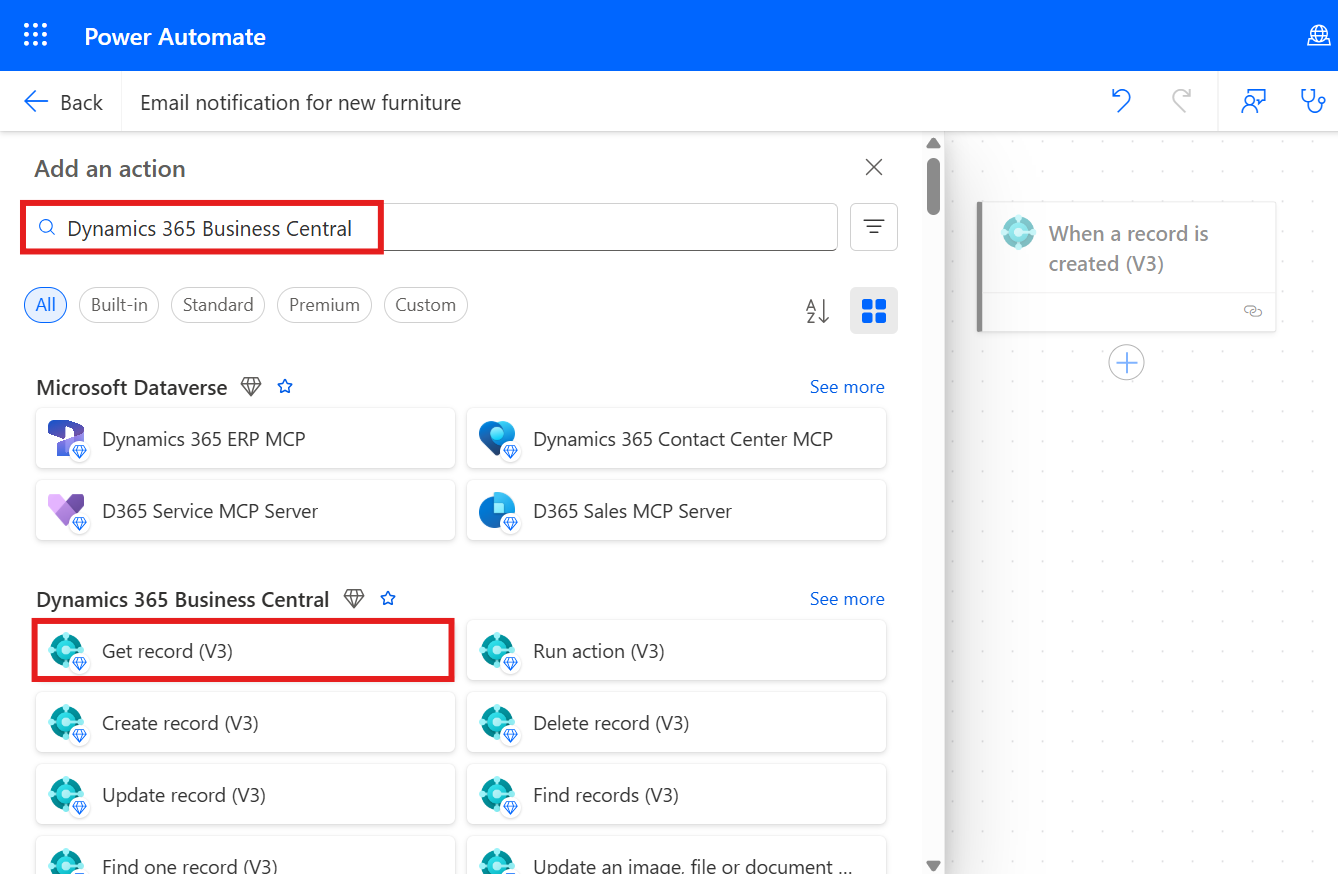 Power Automate
Back
Email notification for new furniture
Add an action
Dynamics 365 Business Central
All
Built-in
Standard
Premium
Custom
A
Z
Microsoft Dataverse
See more
Dynamics 365 ERP MCP
Dynamics 365 Contact Center MCP
D365 Service MCP Server
D365 Sales MCP Server
Dynamics 365 Business Central
See more
Get record (V3)
Run action (V3)
Create record (V3)
Delete record (V3)
Update record (V3)
Find records (V3)
Find one record (V3)
Update an image, file or document ...
When a record is
created (V3)